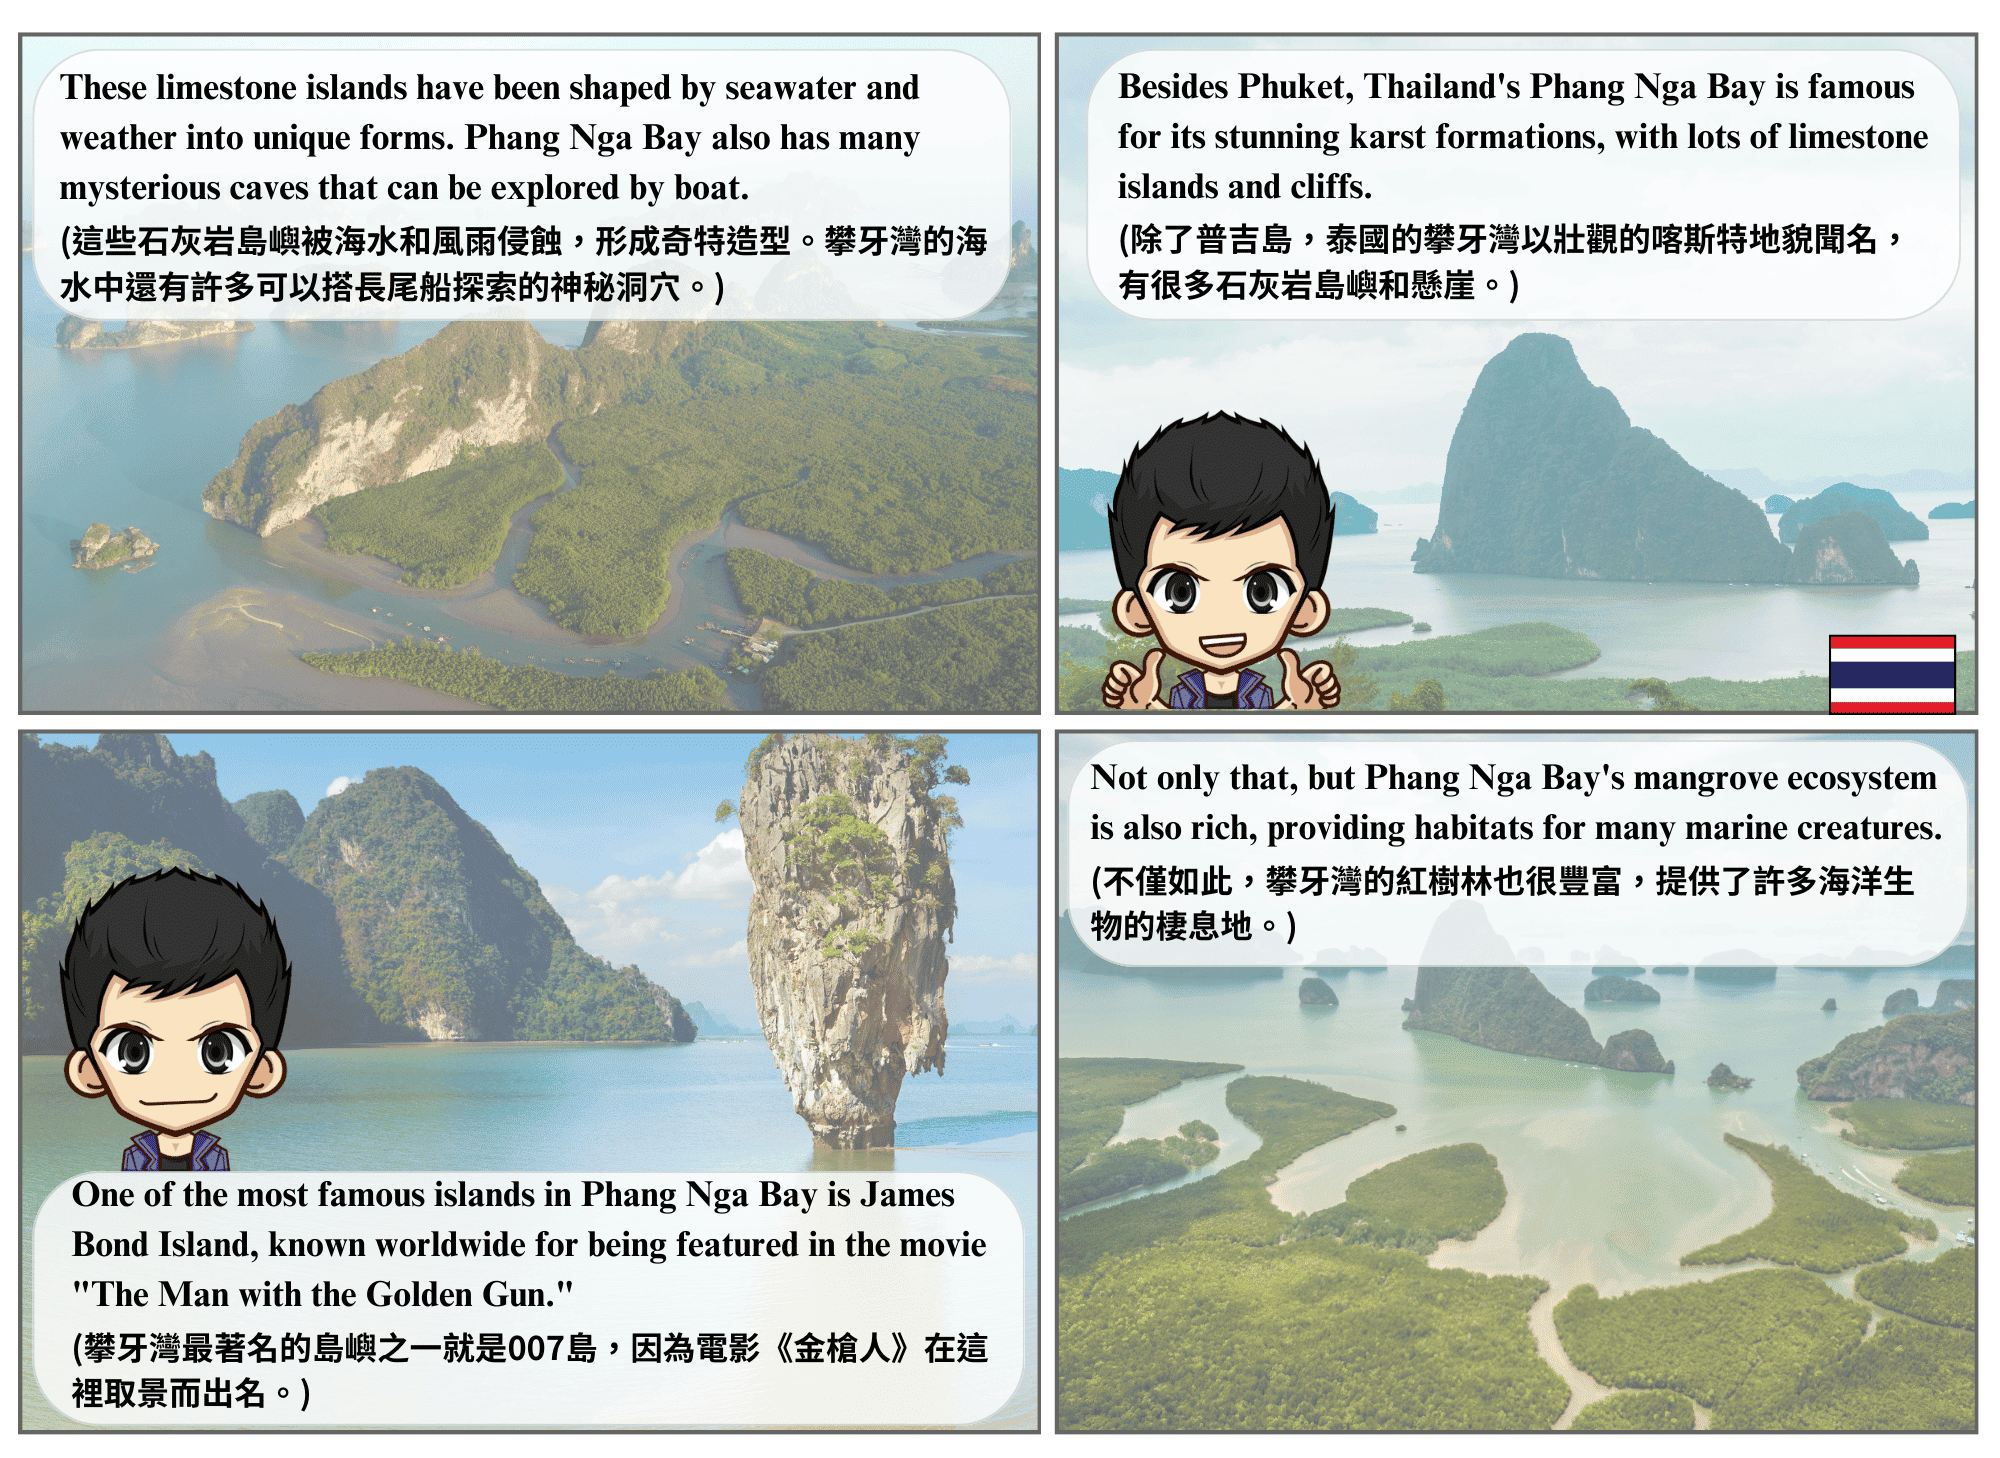 Besides Phuket, Thailand's Phang Nga Bay is famous
for its stunning karst formations, with lots of limestone
islands and cliffs.
(除了普吉島，泰國的攀牙灣以壯觀的喀斯特地貌聞名，
有很多石灰岩島嶼和懸崖。)
These limestone islands have been shaped by seawater and
weather into unique forms. Phang Nga Bay also has many
mysterious caves that can be explored by boat.
(這些石灰岩島嶼被海水和風雨侵蝕，形成奇特造型。攀牙灣的海
水中還有許多可以搭長尾船探索的神秘洞穴。)
Not only that, but Phang Nga Bay's mangrove ecosystem
is also rich, providing habitats for many marine creatures.
(不僅如此，攀牙灣的紅樹林也很豐富，提供了許多海洋生
物的棲息地。)
One of the most famous islands in Phang Nga Bay is James
Bond Island, known worldwide for being featured in the movie
"The Man with the Golden Gun."
(攀牙灣最著名的島嶼之一就是007島，因為電影《金槍人》在這
裡取景而出名。)